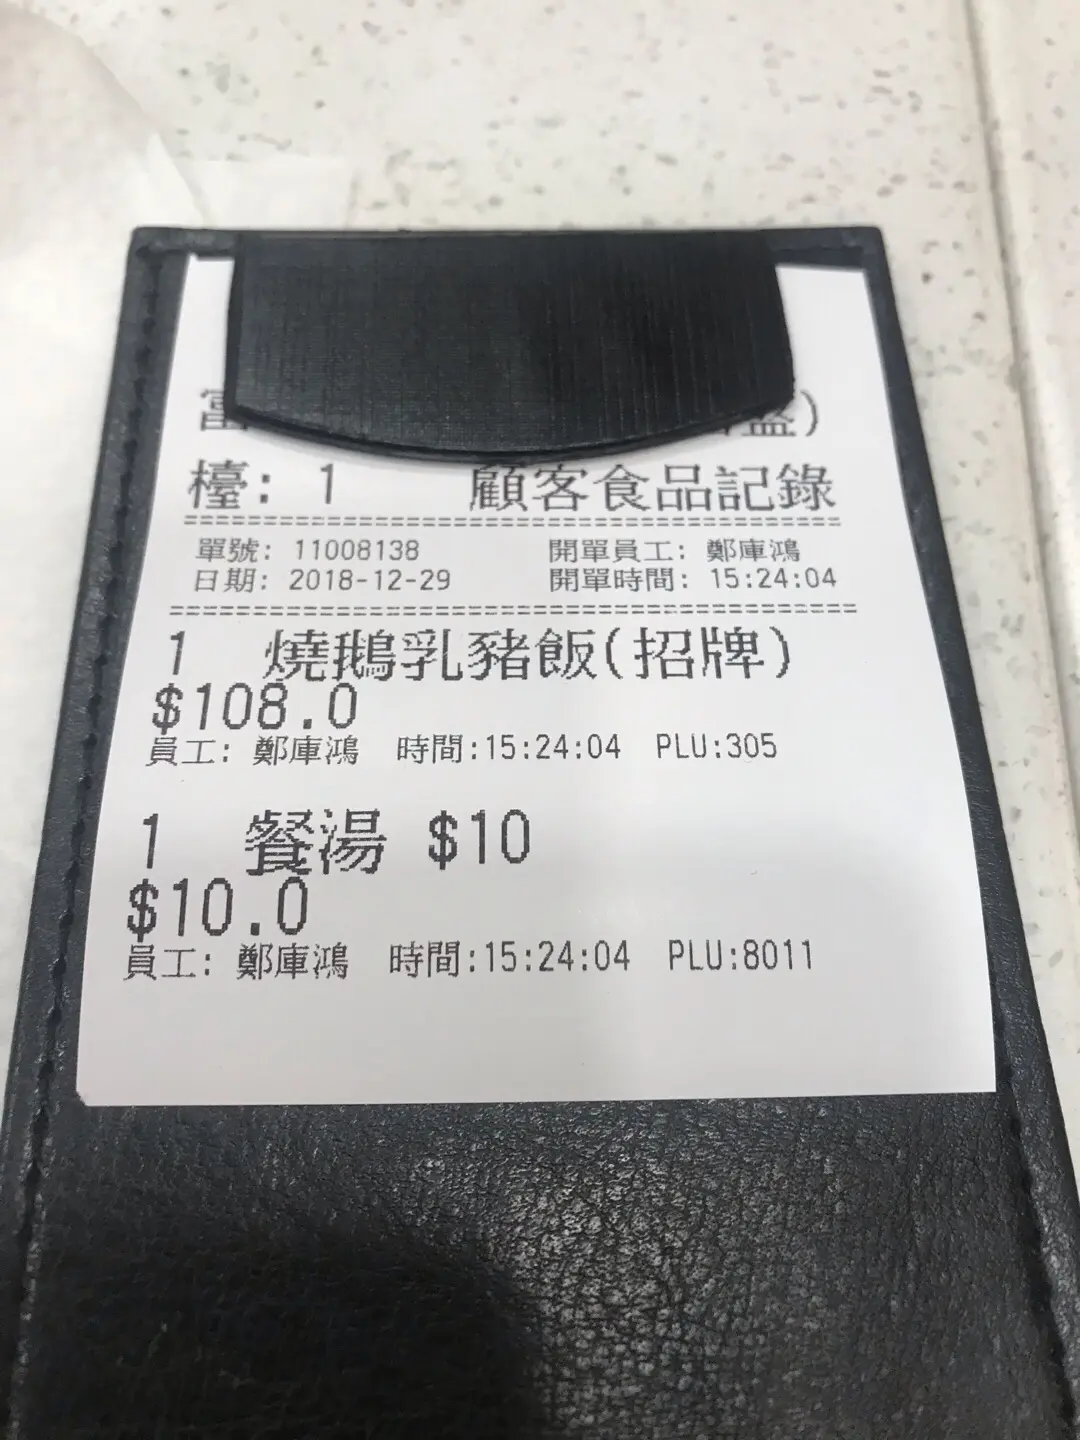 富
盤)
檯: 1 顧客食品記錄
單號: 11008138 開單員工: 鄭庫鴻
日期: 2018-12-29 開單時間: 15:24:04
1 燒鵝乳豬飯(招牌)
$108.0
員工: 鄭庫鴻 時間:15:24:04 PLU:305
1 餐湯 $10
$10.0
員工: 鄭庫鴻 時間:15:24:04 PLU:8011